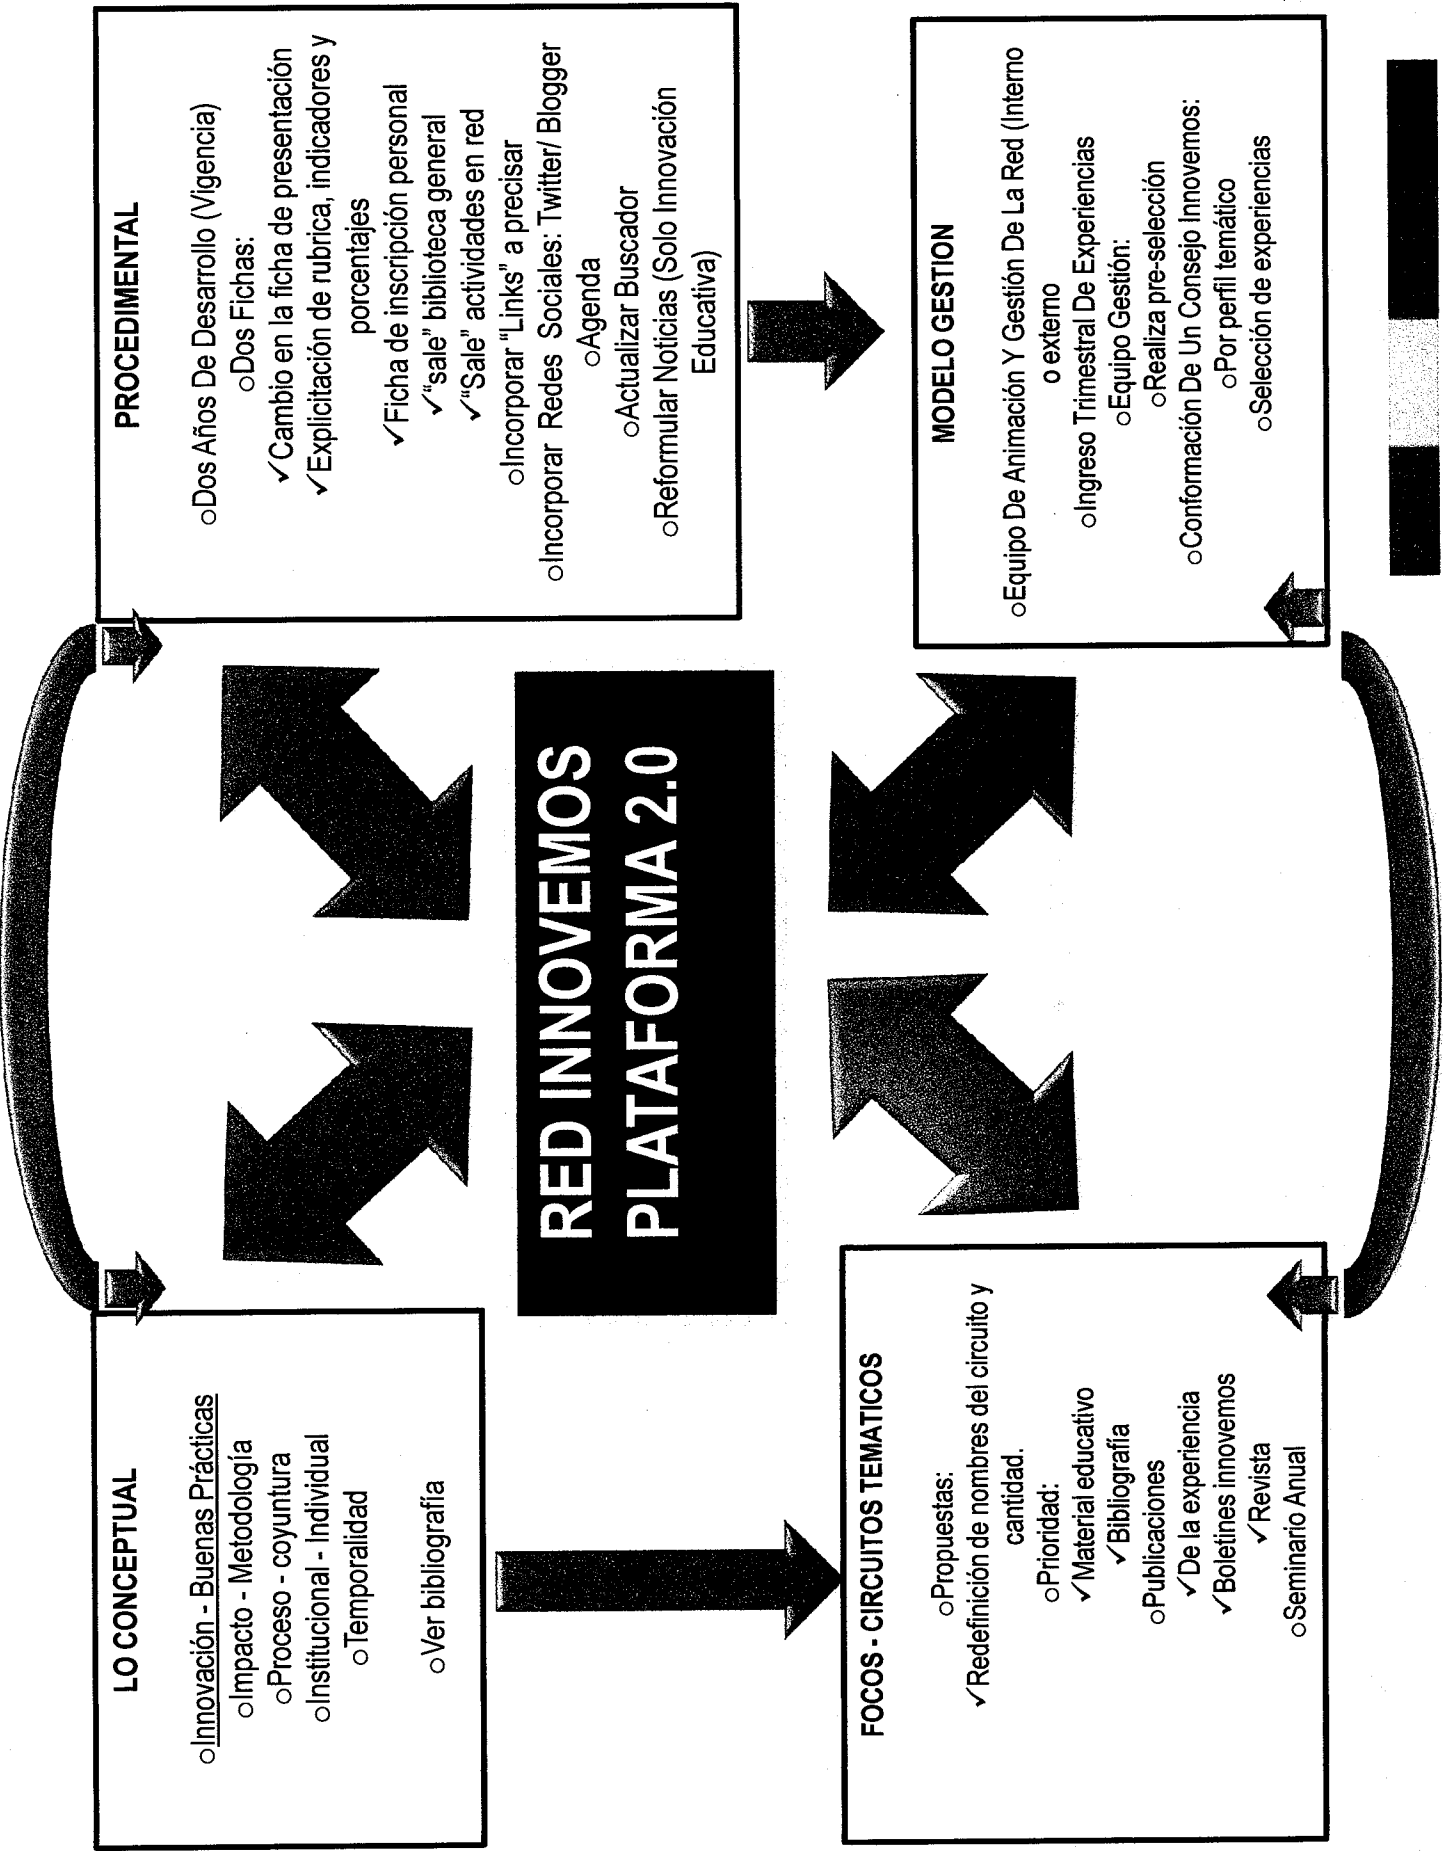 LO CONCEPTUAL
○Innovación - Buenas Prácticas
○Impacto - Metodología
○Proceso - coyuntura
○Institucional - Individual
○Temporalidad
○Ver bibliografía
PROCEDIMENTAL
○Dos Años De Desarrollo (Vigencia)
○Dos Fichas:
✓Cambio en la ficha de presentación
✓Explicitación de rubrica, indicadores y
porcentajes
✓Ficha de inscripción personal
✓"sale" biblioteca general
✓"Sale" actividades en red
○Incorporar "Links" a precisar
○Incorporar Redes Sociales: Twitter/ Blogger
○Agenda
○Actualizar Buscador
○Reformular Noticias (Solo Innovación
Educativa)
RED INNOVEMOS
PLATAFORMA 2.0
FOCOS - CIRCUITOS TEMATICOS
○Propuestas:
✓Redefinición de nombres del circuito y
cantidad.
○Prioridad:
✓Material educativo
✓Bibliografía
○Publicaciones
✓De la experiencia
✓Boletines innovemos
✓Revista
○Seminario Anual
MODELO GESTION
○Equipo De Animación Y Gestión De La Red (Interno
o externo
○Ingreso Trimestral De Experiencias
○Equipo Gestión:
○Realiza pre-selección
○Conformación De Un Consejo Innovemos:
○Por perfil temático
○Selección de experiencias